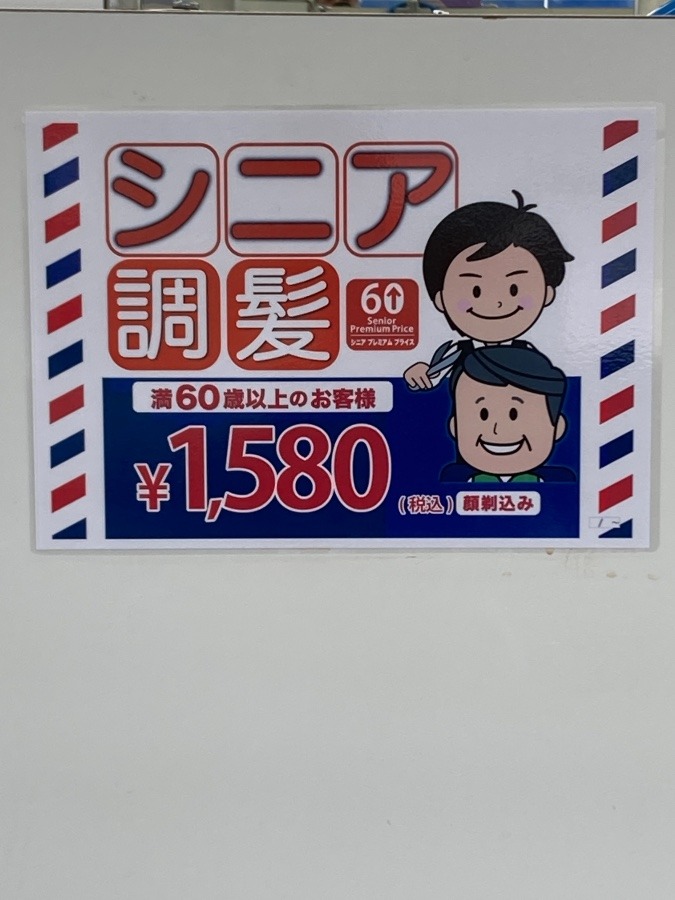 シニア
調髪
60↑
Senior
Premium Price
シニア プレミアム プライス
満60歳以上のお客様
¥1,580
(税込) 顔剃込み